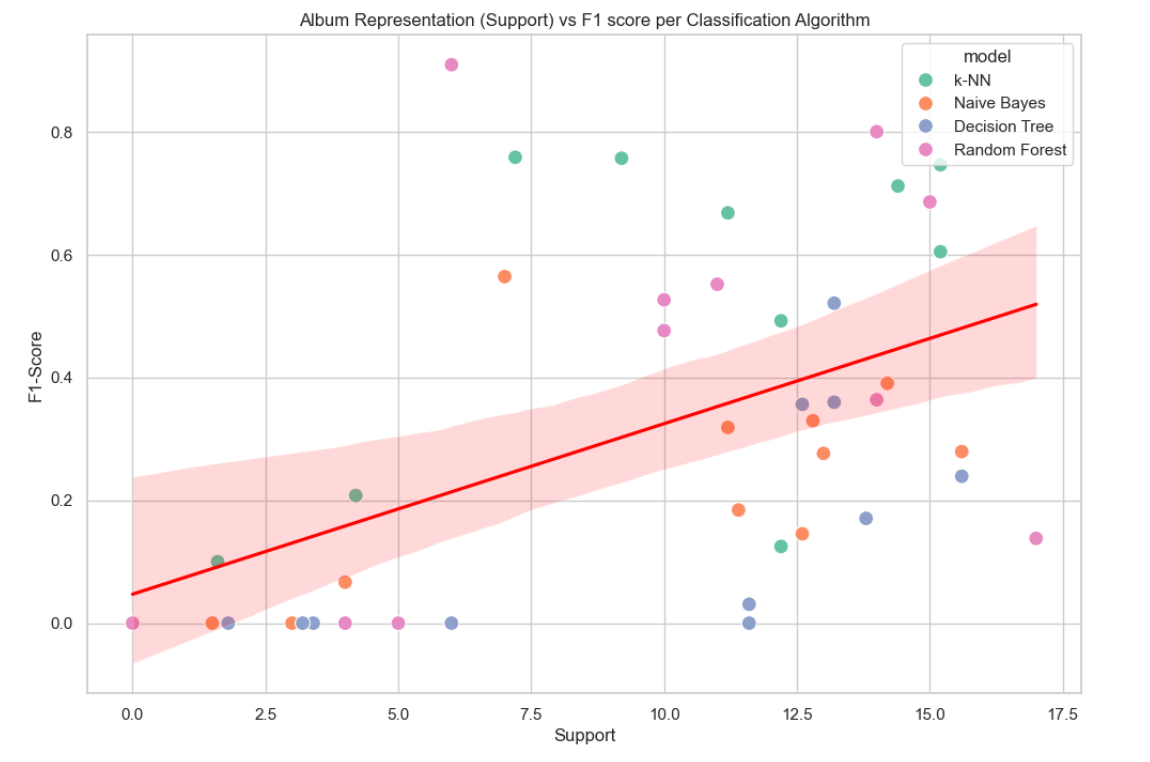 Album Representation (Support) vs F1 score per Classification Algorithm
model
k-NN
Naive Bayes
Decision Tree
Random Forest
F1-Score
0.8
0.6
0.4
0.2
0.0
0.0 2.5 5.0 7.5 10.0 12.5 15.0 17.5
Support